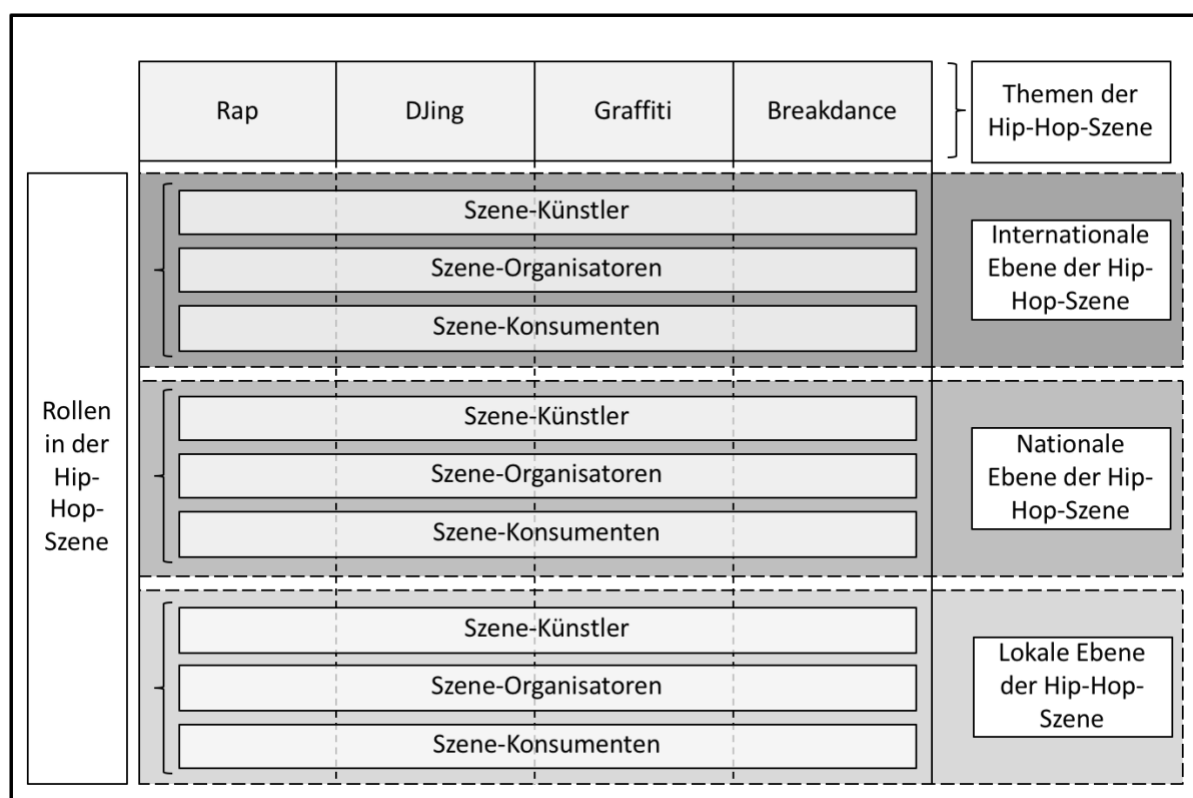 Rap
DJing
Graffiti
Breakdance
Themen der
Hip-Hop-Szene
Rollen
in der
Hip-
Hop-
Szene
Szene-Künstler
Szene-Organisatoren
Szene-Konsumenten
Internationale
Ebene der Hip-
Hop-Szene
Szene-Künstler
Szene-Organisatoren
Szene-Konsumenten
Nationale
Ebene der Hip-
Hop-Szene
Szene-Künstler
Szene-Organisatoren
Szene-Konsumenten
Lokale Ebene
der Hip-Hop-
Szene